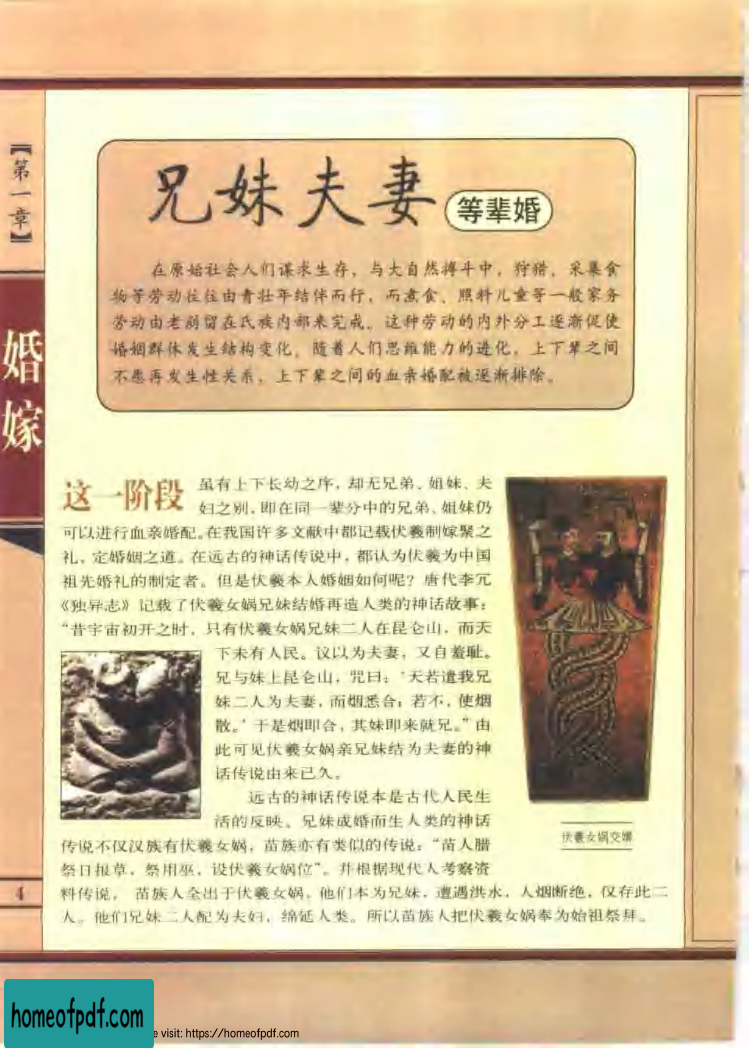 【第一章】
婚嫁
兄妹夫妻
等辈婚
在原始社会人们谋求生存，与大自然搏斗中，狩猎、采集食
物等劳动往往由青壮年结伴而行，而煮食、照料儿童等一般家务
劳动由老弱留在氏族内部来完成。这种劳动的内外分工逐渐促使
婚姻群体发生结构变化，随着人们思维能力的进化，上下辈之间
不愿再发生性关系，上下辈之间的血亲婚配被逐渐排除。
这一阶段 虽有上下长幼之序，却无兄弟、姐妹、夫
妇之别，即在同一辈分中的兄弟、姐妹仍
可以进行血亲婚配。在我国许多文献中都记载伏羲制嫁娶之
礼，定婚姻之道。在远古的神话传说中，都认为伏羲为中国
祖先婚礼的制定者。但是伏羲本人婚姻如何呢？唐代李冗
《独异志》记载了伏羲女娲兄妹结婚再造人类的神话故事：
“昔宇宙初开之时，只有伏羲女娲兄妹二人在昆仑山，而天
下未有人民。议以为夫妻，又自羞耻。
兄与妹上昆仑山，咒曰：‘天若遣我兄
妹二人为夫妻，而烟悉合；若不，使烟
散。’于是烟即合，其妹即来就兄。”由
此可见伏羲女娲亲兄妹结为夫妻的神
话传说由来已久。
远古的神话传说本是古代人民生
活的反映。兄妹成婚而生人类的神话
传说不仅汉族有伏羲女娲，苗族亦有类似的传说：“苗人腊
祭曰报草，祭用巫，设伏羲女娲位”。并根据现代人考察资
料传说，苗族人全出于伏羲女娲，他们本为兄妹，遭遇洪水，人烟断绝，仅存此二
人。他们兄妹二人配为夫妇，绵延人类。所以苗族人把伏羲女娲奉为始祖祭拜。
伏羲女娲交媾
4
homeofpdf.com
e visit: https://homeofpdf.com